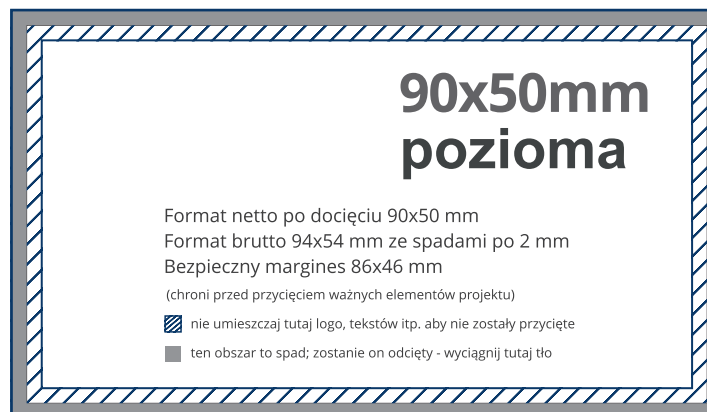 90x50mm
pozioma
Format netto po docięciu 90x50 mm
Format brutto 94x54 mm ze spadami po 2 mm
Bezpieczny margines 86x46 mm
(chroni przed przycięciem ważnych elementów projektu)
nie umieszczaj tutaj logo, tekstów itp. aby nie zostały przycięte
ten obszar to spad; zostanie on odcięty - wyciągnij tutaj tło